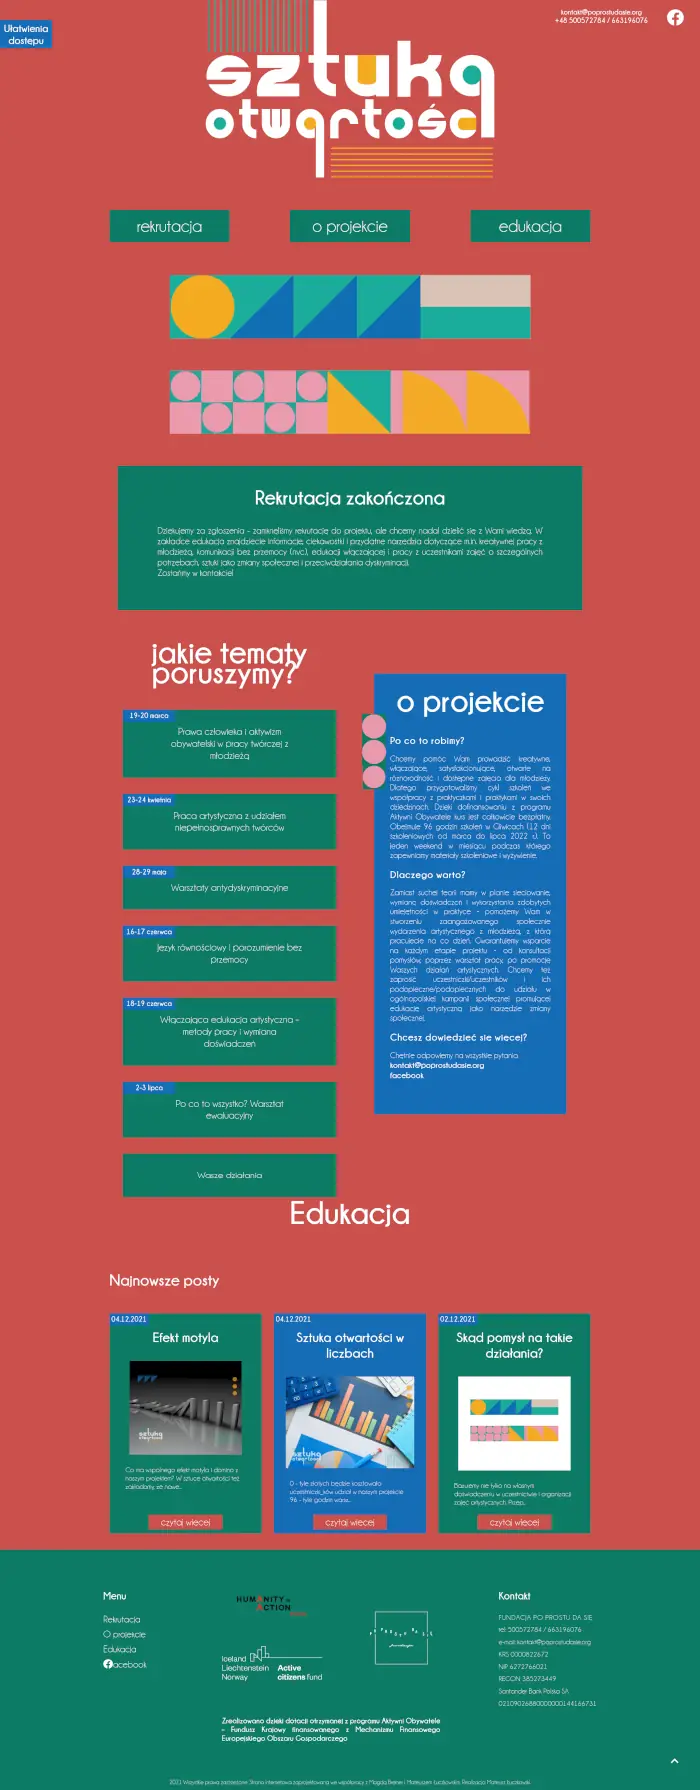 Ułatwienia
dostępu
kontakt@poprostudasie.org
+48 500572784 / 663196076
sztuka
otwartości
rekrutacja
o projekcie
edukacja
Rekrutacja zakończona
Dziękujemy za zgłoszenia - zamknęliśmy rekrutację do projektu, ale chcemy nadal dzielić się z Wami wiedzą. W
zakładce edukacja znajdziecie informacje, ciekawostki i przydatne narzędzia dotyczące m.in. kreatywnej pracy z
młodzieżą, komunikacji bez przemocy (nvc), edukacji włączającej i pracy z uczestnikami zajęć o szczególnych
potrzebach, sztuki jako zmiany społecznej i przeciwdziałania dyskryminacji.
Zostańmy w kontakcie!
jakie tematy
poruszymy?
19-20 marca
Prawa człowieka i aktywizm
obywatelski w pracy twórczej z
młodzieżą
23-24 kwietnia
Praca artystyczna z udziałem
niepełnosprawnych twórców
28-29 maja
Warsztaty antydyskryminacyjne
16-17 czerwca
Język równościowy i porozumienie bez
przemocy
18-19 czerwca
Włączająca edukacja artystyczna –
metody pracy i wymiana
doświadczeń
2-3 lipca
Po co to wszystko? Warsztat
ewaluacyjny
Wasze działania
o projekcie
Po co to robimy?
Chcemy pomóc Wam prowadzić kreatywne,
włączające, satysfakcjonujące, otwarte na
różnorodność i dostępne zajęcia dla młodzieży.
Dlatego przygotowaliśmy cykl szkoleń we
współpracy z praktyczkami i praktykami w swoich
dziedzinach. Dzięki dofinansowaniu z programu
Aktywni Obywatele kurs jest całkowicie bezpłatny.
Obejmuje 96 godzin szkoleń w Gliwicach (12 dni
szkoleniowych od marca do lipca 2022 r.). To
jeden weekend w miesiącu podczas którego
zapewniamy materiały szkoleniowe i wyżywienie.
Dlaczego warto?
Zamiast suchej teorii mamy w planie sieciowanie,
wymianę doświadczeń i wykorzystania zdobytych
umiejętności w praktyce - pomożemy Wam w
stworzeniu zaangażowanego społecznie
wydarzenia artystycznego z młodzieżą, z którą
pracujecie na co dzień. Gwarantujemy wsparcie
na każdym etapie projektu - od konsultacji
pomysłów, poprzez warsztat pracy, po promocję
Waszych działań artystycznych. Chcemy też
zaprosić uczestniczki/uczestników i ich
podopieczne/podopiecznych do udziału w
ogólnopolskiej kampanii społecznej promującej
edukację artystyczną jako narzędzie zmiany
społecznej.
Chcesz dowiedzieć się więcej?
Chętnie odpowiemy na wszystkie pytania
kontakt@poprostudasie.org
facebook
Edukacja
Najnowsze posty
04.12.2021
Efekt motyla
sztuka
otwartości
Co ma wspólnego efekt motyla i domino z
naszym projektem? W sztuce otwartości też
zakładamy, że nawe...
czytaj więcej
04.12.2021
Sztuka otwartości w
liczbach
sztuka
otwartości
0 - tyle złotych będzie kosztowało
uczestniczki_ków udział w naszym projekcie
96 - tyle godzin wars...
czytaj więcej
02.12.2021
Skąd pomysł na takie
działania?
Bazujemy nie tylko na własnym
doświadczeniu w uczestnictwie i organizacji
zajęć artystycznych. Przep...
czytaj więcej
Menu
Rekrutacja
O projekcie
Edukacja
facebook
HUMANITY IN
ACTION
Iceland
Liechtenstein
Norway
Active
citizens fund
PO PROSTU DA SIĘ
Zrealizowano dzięki dotacji otrzymanej z programu Aktywni Obywatele
– Fundusz Krajowy finansowanego z Mechanizmu Finansowego
Europejskiego Obszaru Gospodarczego
Kontakt
FUNDACJA PO PROSTU DA SIĘ
tel: 500572784 / 663196076
e-mail: kontakt@poprostudasie.org
KRS 0000822672
NIP 6272766021
REGON 385273449
Santander Bank Polska SA
02109026880000000144166731
2021 Wszystkie prawa zastrzeżone. Strona internetowa zaprojektowana we współpracy z Magdą Bremer i Mateuszem Łuczkowskim. Realizacja: Mateusz Łuczkowski